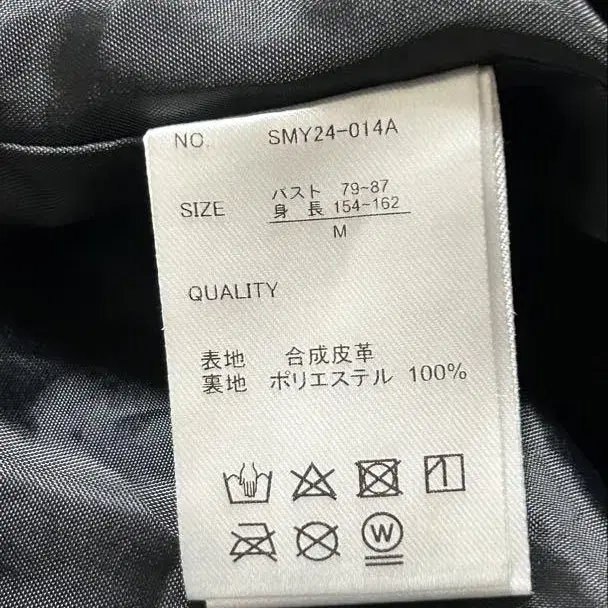 NO. SMY24-014A
SIZE バスト 79~87
身 長 154~162
M
QUALITY
表地 合成皮革
裏地 ポリエステル 100%
W